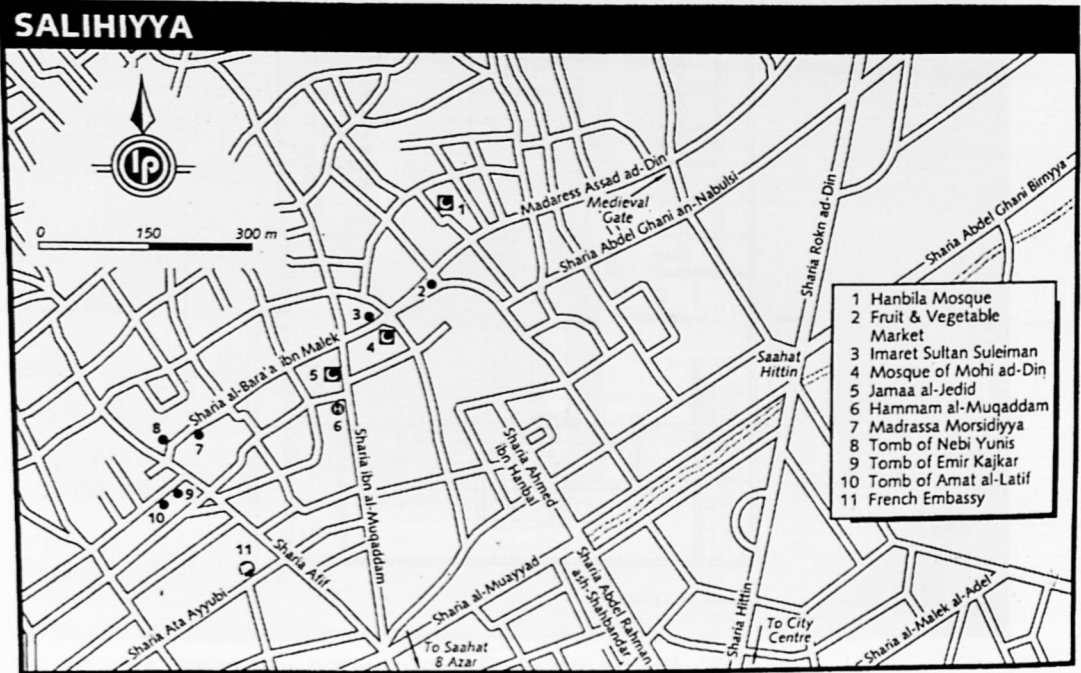 SALIHIYYA
lp
0 150 300 m
1
Madaress Assad ad-Din
Medieval
Gate
Sharia Abdel Ghani an-Nabulsi
Sharia Rokn ad-Din
Sharia Abdel Ghani Birnyya
2
3
4
Sharia al-Bara'a ibn Malek
5
6
Saahat
Hittin
1 Hanbila Mosque
2 Fruit & Vegetable
Market
3 Imaret Sultan Suleiman
4 Mosque of Mohi ad-Din
5 Jamaa al-Jedid
6 Hammam al-Muqaddam
7 Madrassa Morsidiyya
8 Tomb of Nebi Yunis
9 Tomb of Emir Kajkar
10 Tomb of Amat al-Latif
11 French Embassy
8
7
9
10
11
Sharia ibn al-Muqaddam
Sharia Ahmed
ibn Hanbal
Sharia Afif
Sharia Ata Ayyubi
Sharia al-Muayyad
Sharia Abdel Rahman
ash-Shahbandar
Sharia Hittin
Sharia al-Malek al-Adel
To Saahat
8 Azar
To City
Centre